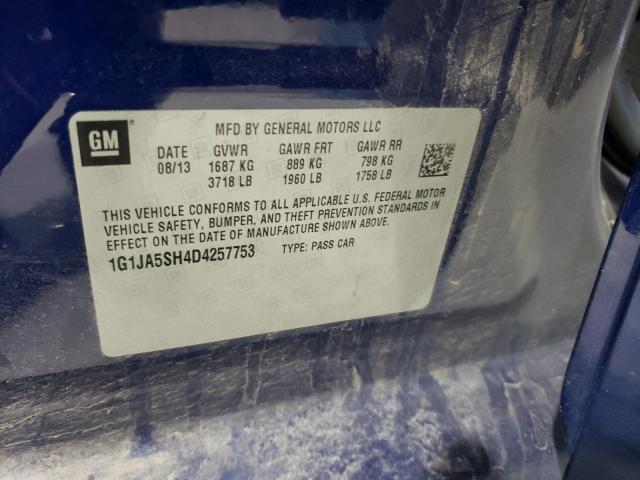 GM
MFD BY GENERAL MOTORS LLC
DATE GVWR GAWR FRT GAWR RR
08/13 1687 KG 889 KG 798 KG
3718 LB 1960 LB 1758 LB
THIS VEHICLE CONFORMS TO ALL APPLICABLE U.S. FEDERAL MOTOR
VEHICLE SAFETY, BUMPER, AND THEFT PREVENTION STANDARDS IN
EFFECT ON THE DATE OF MANUFACTURE SHOWN ABOVE.
1G1JA5SH4D4257753 TYPE: PASS CAR